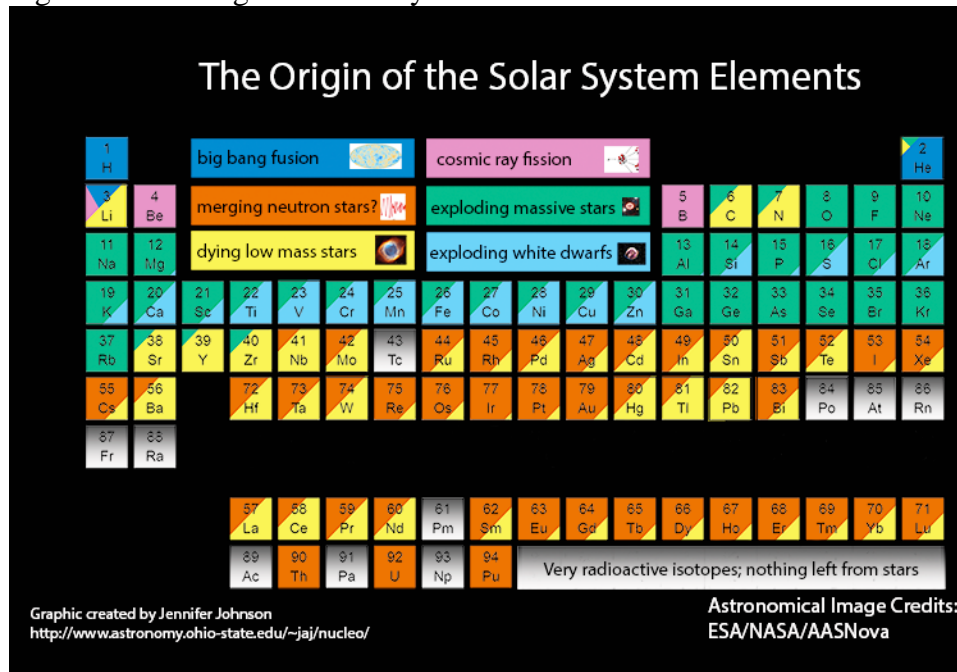 The Origin of the Solar System Elements
1 H
big bang fusion
cosmic ray fission
2 He
3 Li
4 Be
merging neutron stars?
exploding massive stars
5 B
6 C
7 N
8 O
9 F
10 Ne
11 Na
12 Mg
dying low mass stars
exploding white dwarfs
13 Al
14 Si
15 P
16 S
17 Cl
18 Ar
19 K
20 Ca
21 Sc
22 Ti
23 V
24 Cr
25 Mn
26 Fe
27 Co
28 Ni
29 Cu
30 Zn
31 Ga
32 Ge
33 As
34 Se
35 Br
36 Kr
37 Rb
38 Sr
39 Y
40 Zr
41 Nb
42 Mo
43 Tc
44 Ru
45 Rh
46 Pd
47 Ag
48 Cd
49 In
50 Sn
51 Sb
52 Te
53 I
54 Xe
55 Cs
56 Ba
72 Hf
73 Ta
74 W
75 Re
76 Os
77 Ir
78 Pt
79 Au
80 Hg
81 Tl
82 Pb
83 Bi
84 Po
85 At
86 Rn
87 Fr
88 Ra
57 La
58 Ce
59 Pr
60 Nd
61 Pm
62 Sm
63 Eu
64 Gd
65 Tb
66 Dy
67 Ho
68 Er
69 Tm
70 Yb
71 Lu
89 Ac
90 Th
91 Pa
92 U
93 Np
94 Pu
Very radioactive isotopes; nothing left from stars
Graphic created by Jennifer Johnson
http://www.astronomy.ohio-state.edu/~jaj/nucleo/
Astronomical Image Credits:
ESA/NASA/AASNova